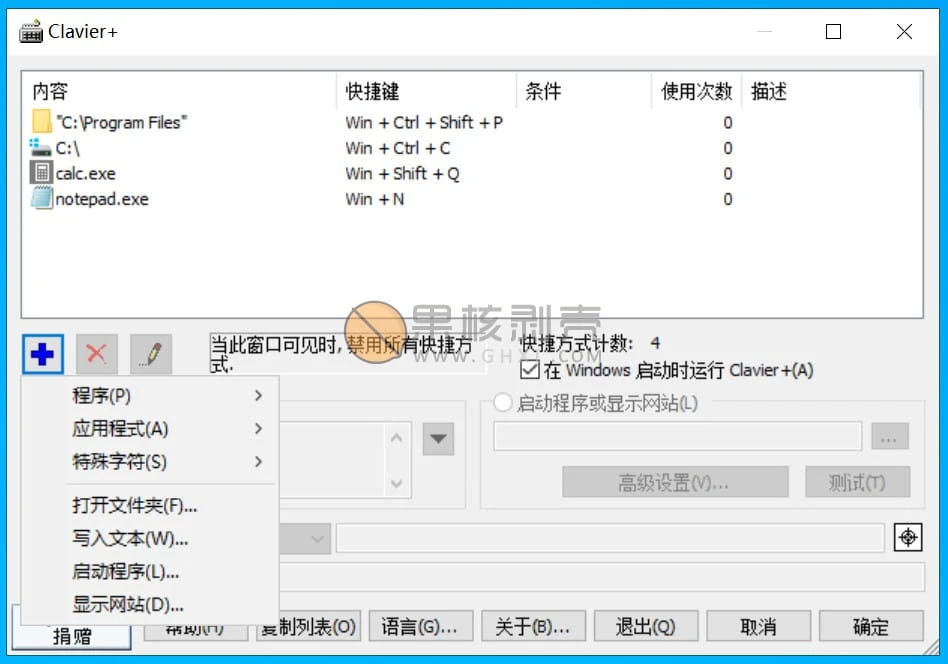 Clavier+
内容 快捷键 条件 使用次数 描述
"C:\Program Files" Win + Ctrl + Shift + P 0
C:\ Win + Ctrl + C 0
calc.exe Win + Shift + Q 0
notepad.exe Win + N 0
果核剥壳
WWW.GHXI.COM
当此窗口可见时, 禁用所有快捷方
式.
快捷方式计数: 4
在 Windows 启动时运行 Clavier+(A)
程序(P)
应用程式(A)
特殊字符(S)
打开文件夹(F)...
写入文本(W)...
启动程序(L)...
显示网站(D)...
启动程序或显示网站(L)
...
高级设置(V)... 测试(T)
捐赠 帮助(H) 复制列表(O) 语言(G)... 关于(B)... 退出(Q) 取消 确定